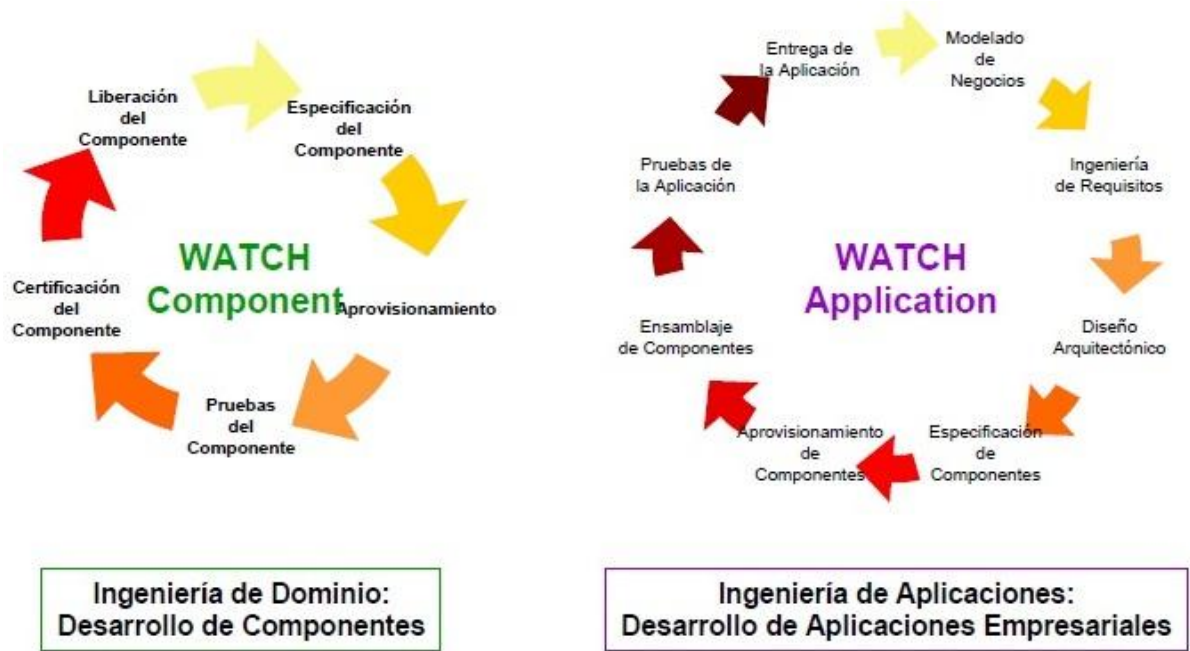 Liberación
del
Componente
Especificación
del
Componente
WATCH
Component
Aprovisionamiento
Certificación
del
Componente
Pruebas
del
Componente
Ingeniería de Dominio:
Desarrollo de Componentes
Entrega de
la Aplicación
Modelado
de
Negocios
Pruebas de
la Aplicación
Ingeniería
de Requisitos
WATCH
Application
Ensamblaje
de Componentes
Diseño
Arquitectónico
Aprovisionamiento
de
Componentes
Especificación
de
Componentes
Ingeniería de Aplicaciones:
Desarrollo de Aplicaciones Empresariales